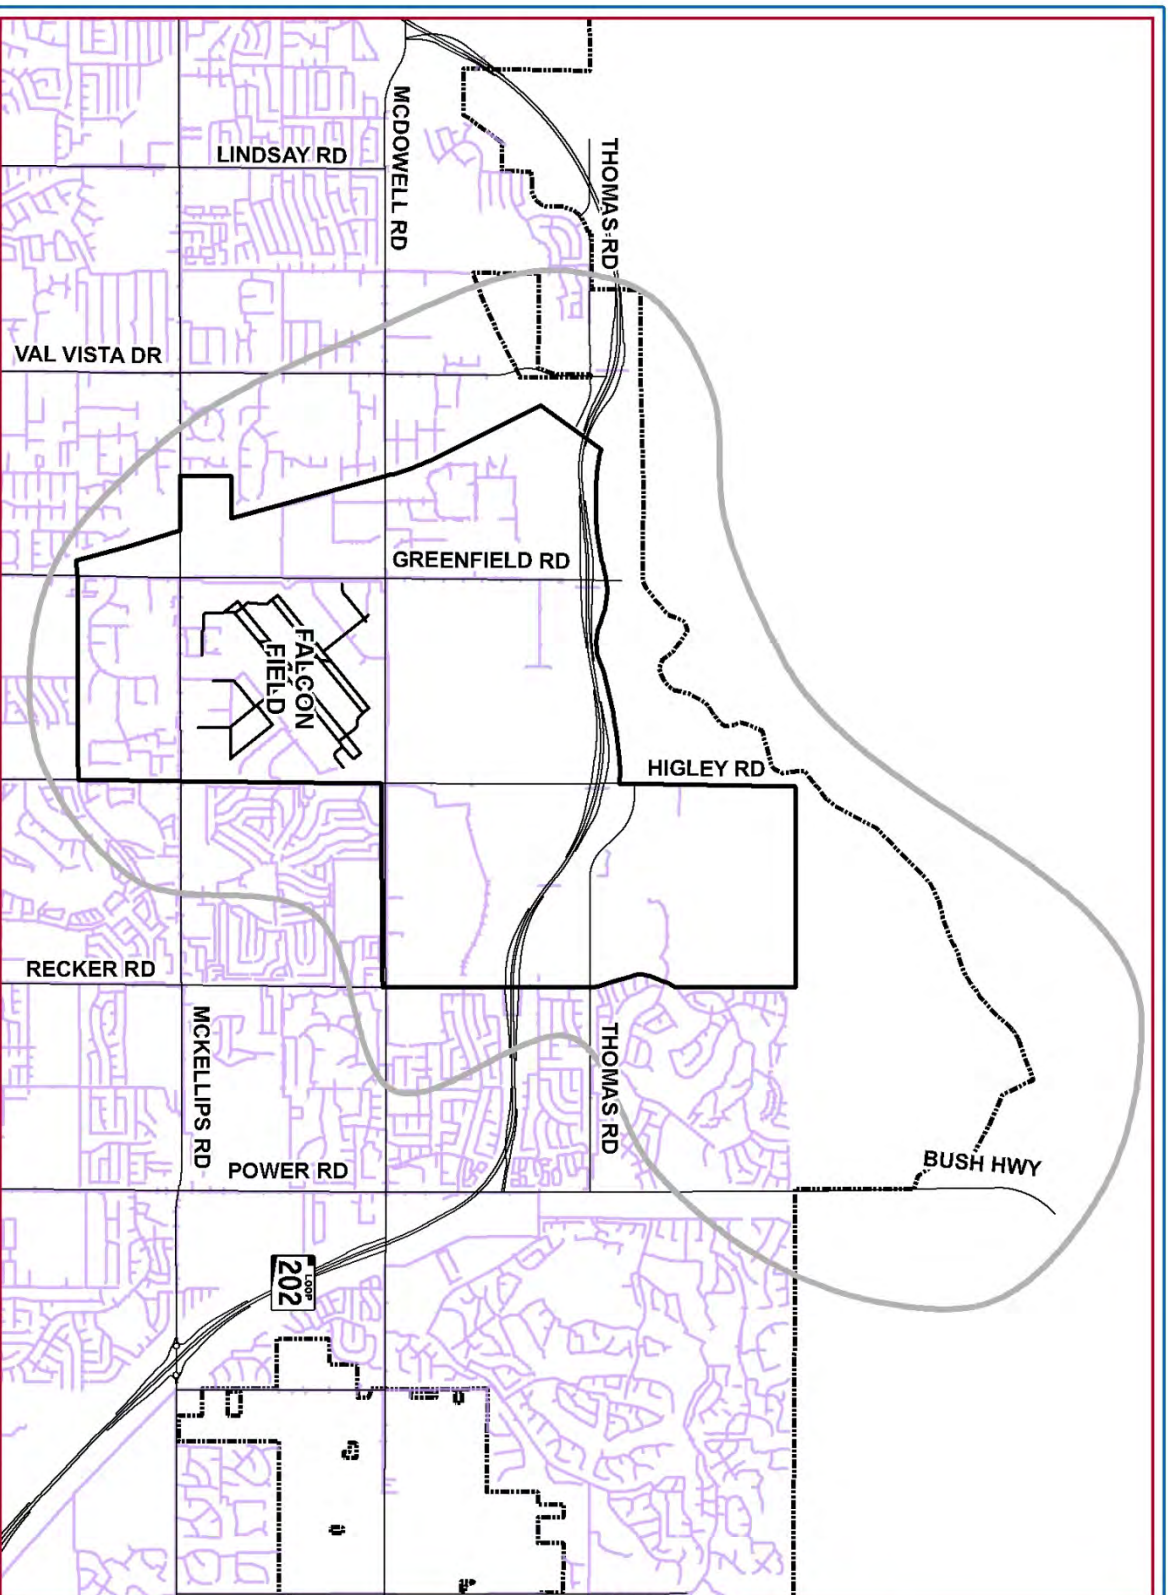 MCDOWELL RD
LINDSAY RD
THOMAS RD
VAL VISTA DR
GREENFIELD RD
FALCON
FIELD
HIGLEY RD
RECKER RD
MCKELLIPS RD
THOMAS RD
POWER RD
BUSH HWY
LOOP
202